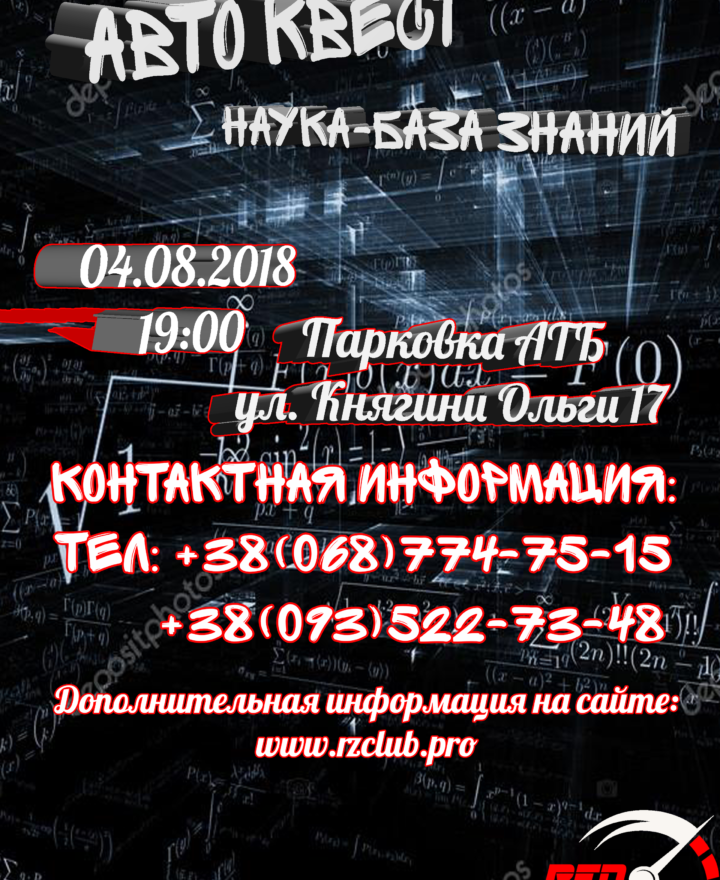 АВТО КВЕСТ
НАУКА-БАЗА ЗНАНИЙ
04.08.2018
19:00
Парковка АТБ
ул. Княгини Ольги 17
КОНТАКТНАЯ ИНФОРМАЦИЯ:
ТЕЛ: +38(068)774-75-15
+38(093)522-73-48
Дополнительная информация на сайте:
www.rzclub.pro
RED